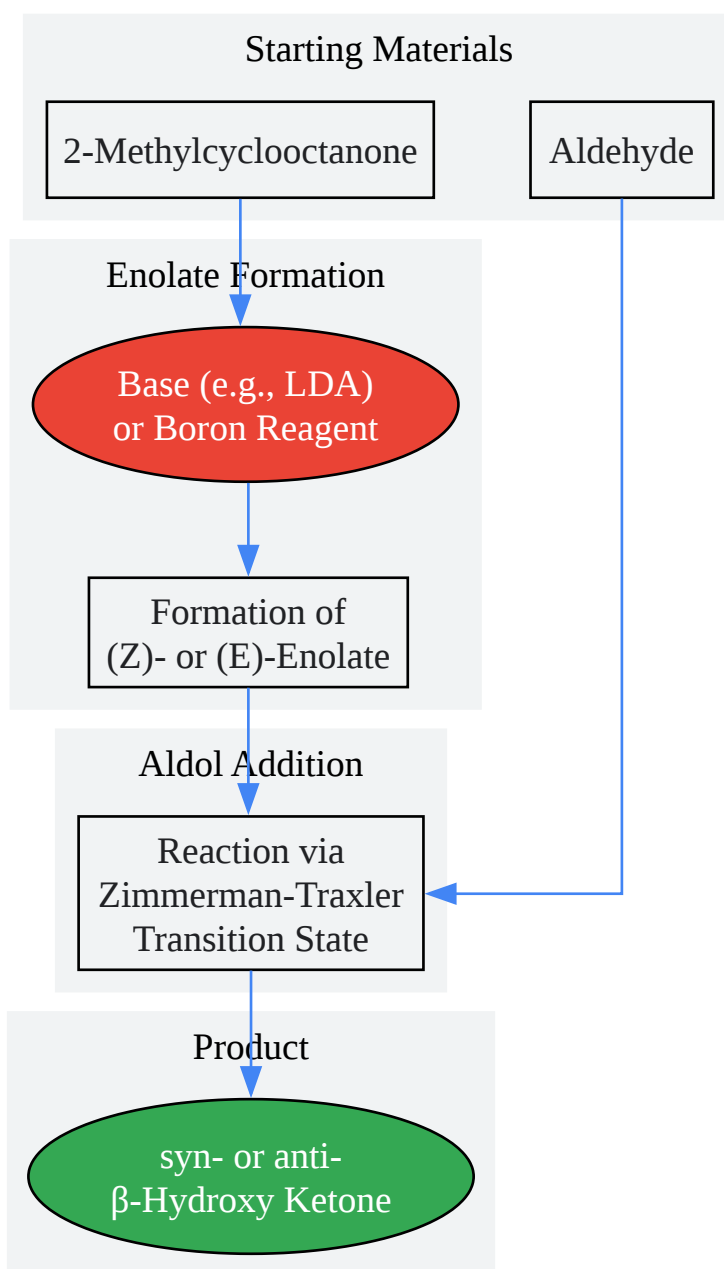 Starting Materials
2-Methylcyclooctanone
Aldehyde
Enolate Formation
Base (e.g., LDA)
or Boron Reagent
Formation of
(Z)- or (E)-Enolate
Aldol Addition
Reaction via
Zimmerman-Traxler
Transition State
Product
syn- or anti-
β-Hydroxy Ketone